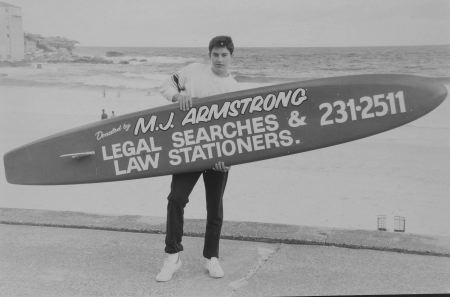 Donated by M.J. ARMSTRONG 231-2511
LEGAL SEARCHES &
LAW STATIONERS.